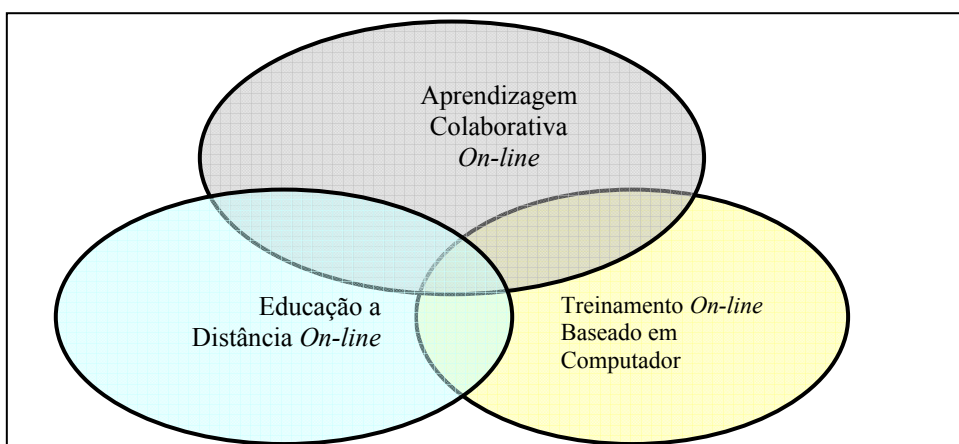 Aprendizagem
Colaborativa
On-line
Educação a
Distância On-line
Treinamento On-line
Baseado em
Computador